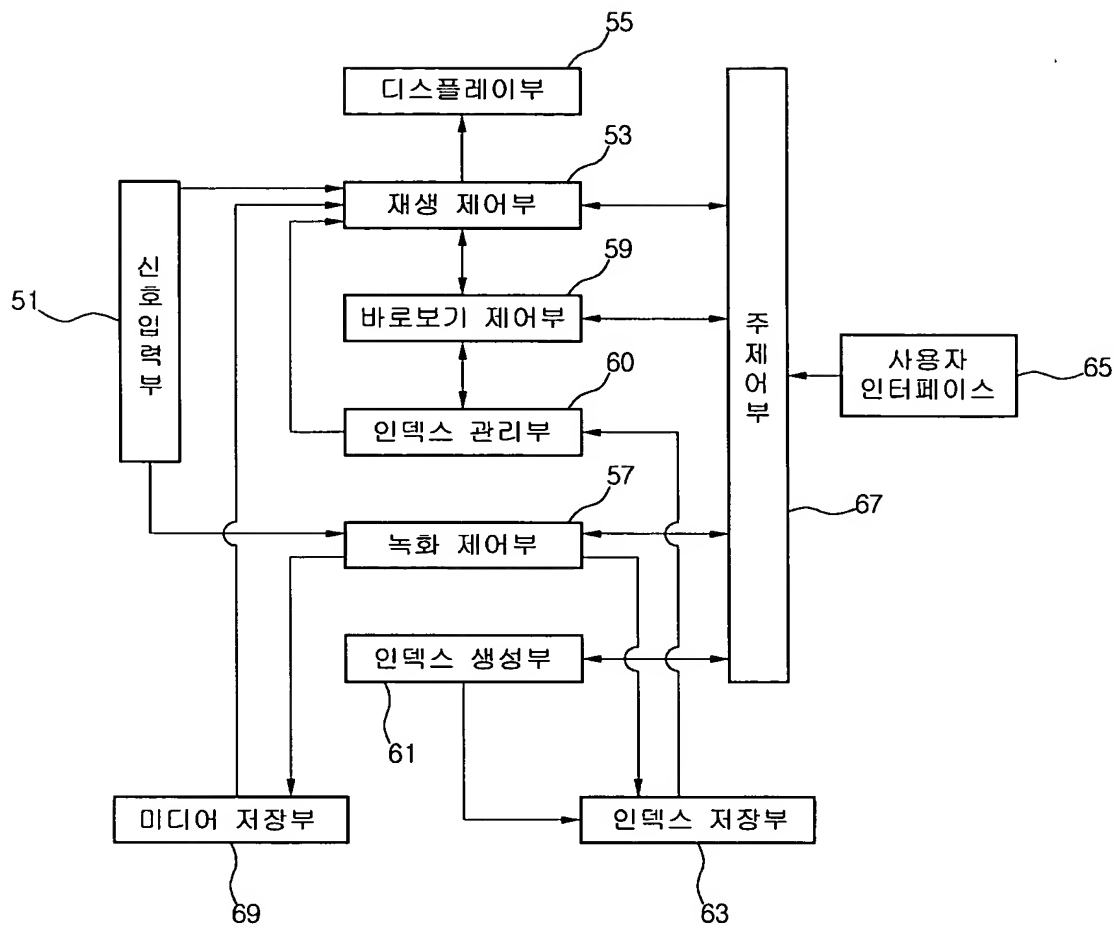 55
디스플레이부
53
재생 제어부
신호입력부
51
59
바로보기 제어부
주제어부
사용자
인터페이스
65
60
인덱스 관리부
57
녹화 제어부
67
인덱스 생성부
61
미디어 저장부
인덱스 저장부
69
63